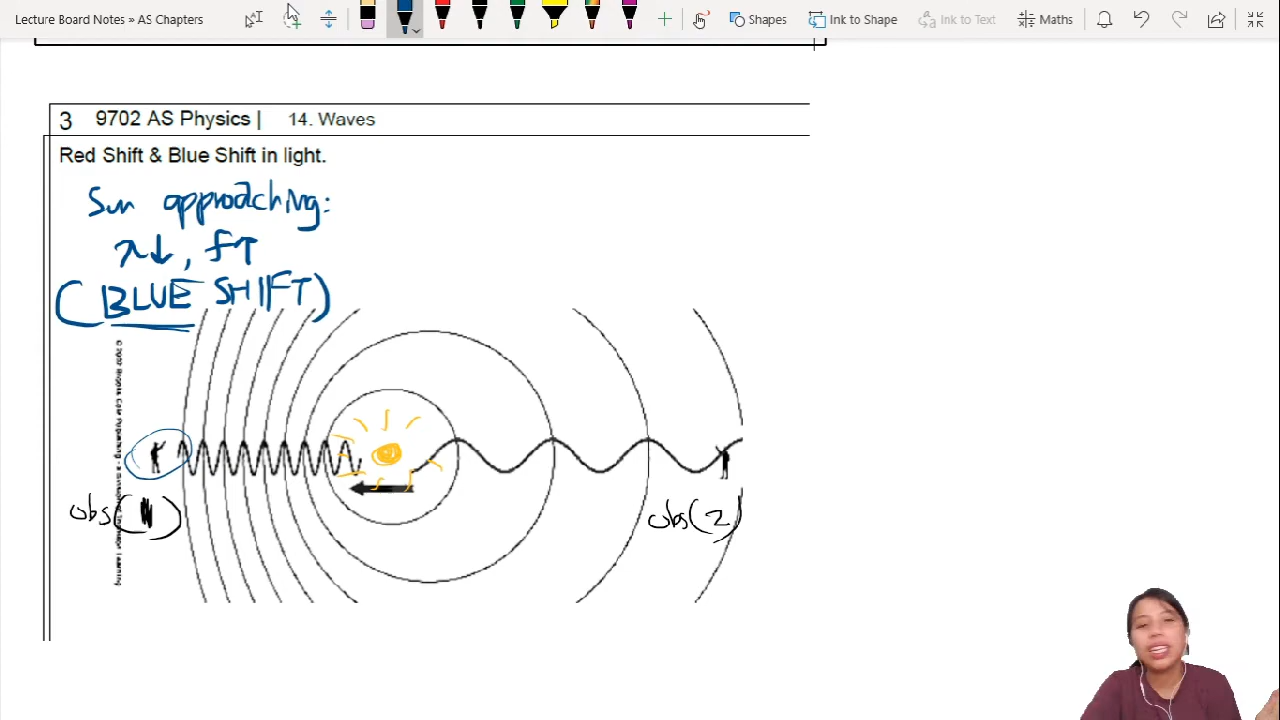 Lecture Board Notes » AS Chapters
Shapes
Ink to Shape
Ink to Text
Maths
3 9702 AS Physics | 14. Waves
Red Shift & Blue Shift in light.
Sun approaching:
λ↓, f↑
(BLUE SHIFT)
obs(1)
obs(2)